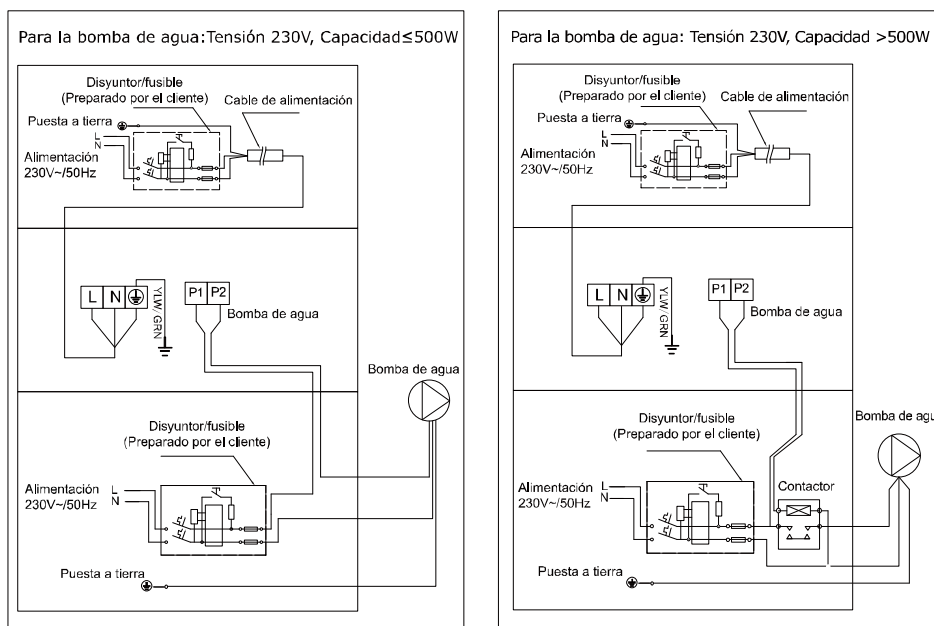 Para la bomba de agua:Tensión 230V, Capacidad≤500W
Disyuntor/fusible
(Preparado por el cliente)
Cable de alimentación
Puesta a tierra
L
N
Alimentación
230V~/50Hz
L N
YLW/GRN
P1 P2
Bomba de agua
Bomba de agua
Disyuntor/fusible
(Preparado por el cliente)
Alimentación
230V~/50Hz
L
N
Puesta a tierra
Para la bomba de agua: Tensión 230V, Capacidad >500W
Disyuntor/fusible
(Preparado por el cliente)
Cable de alimentación
Puesta a tierra
L
N
Alimentación
230V~/50Hz
L N
YLW/GRN
P1 P2
Bomba de agua
Bomba de agu
Disyuntor/fusible
(Preparado por el cliente)
Alimentación
230V~/50Hz
L
N
Contactor
Puesta a tierra